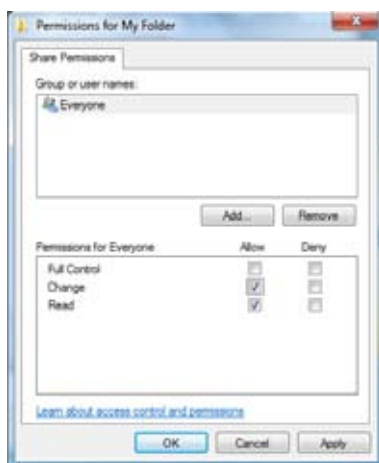 Permissions for My Folder
Share Permissions
Group or user names:
Everyone
Add... Remove
Permissions for Everyone Allow Deny
Full Control
Change
Read
Learn about access control and permissions
OK Cancel Apply